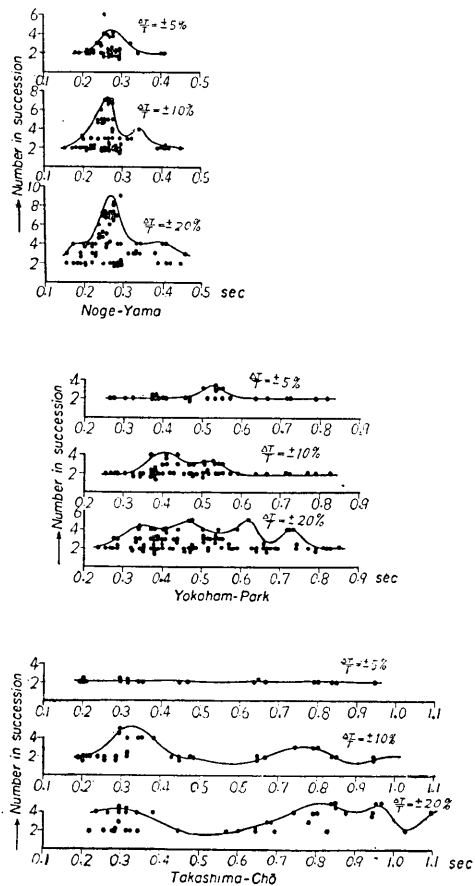 Number in succession
6
4
2
ΔT/T = ±5%
0.1 0.2 0.3 0.4 0.5
8
6
4
2
ΔT/T = ±10%
0.1 0.2 0.3 0.4 0.5
10
8
6
4
2
ΔT/T = ±20%
0.1 0.2 0.3 0.4 0.5 sec
Noge-Yama
Number in succession
4
2
ΔT/T = ±5%
0.2 0.3 0.4 0.5 0.6 0.7 0.8 0.9
4
2
ΔT/T = ±10%
0.2 0.3 0.4 0.5 0.6 0.7 0.8 0.9
6
4
2
ΔT/T = ±20%
0.2 0.3 0.4 0.5 0.6 0.7 0.8 0.9 sec
Yokoham-Park
Number in succession
4
2
ΔT/T = ±5%
0.1 0.2 0.3 0.4 0.5 0.6 0.7 0.8 0.9 1.0 1.1
4
2
ΔT/T = ±10%
0.1 0.2 0.3 0.4 0.5 0.6 0.7 0.8 0.9 1.0 1.1
4
2
ΔT/T = ±20%
0.1 0.2 0.3 0.4 0.5 0.6 0.7 0.8 0.9 1.0 1.1 sec
Takashima-Chō